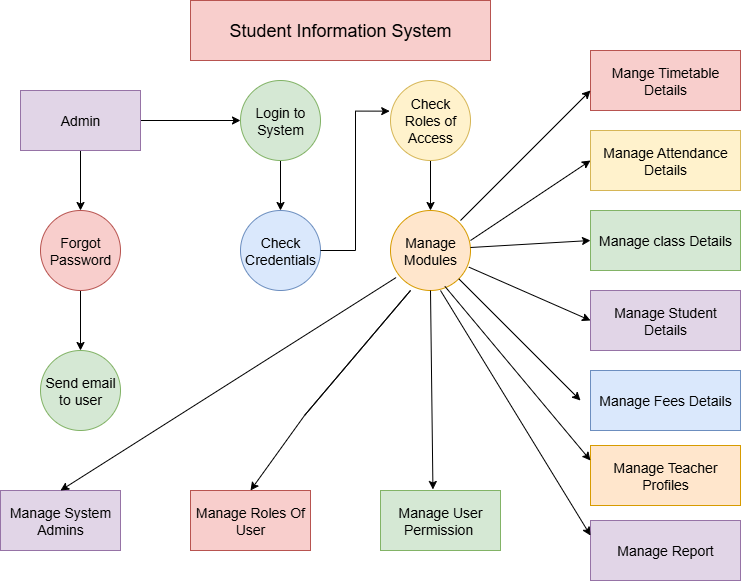 Student Information System
Admin
Login to
System
Check
Roles of
Access
Mange Timetable
Details
Manage Attendance
Details
Forgot
Password
Check
Credentials
Manage
Modules
Manage class Details
Manage Student
Details
Send email
to user
Manage Fees Details
Manage Teacher
Profiles
Manage System
Admins
Manage Roles Of
User
Manage User
Permission
Manage Report